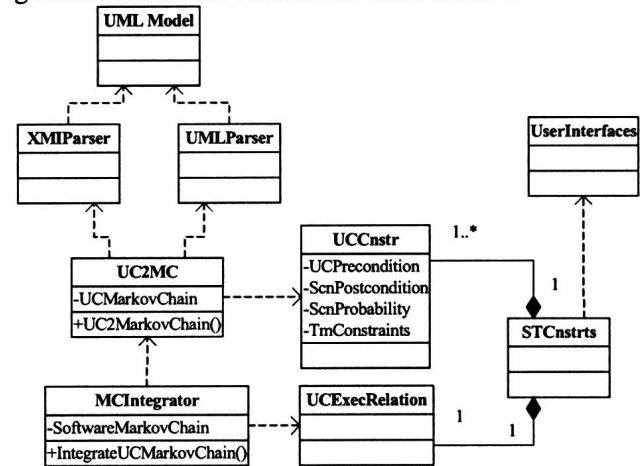 UML Model
XMIParser
UMLParser
UserInterfaces
UC2MC
-UCMarkovChain
+UC2MarkovChain()
UCCnstr
-UCPrecondition
-ScnPostcondition
-ScnProbability
-TmConstraints
1..*
1
STCnstrts
MCIntegrator
-SoftwareMarkovChain
+IntegrateUCMarkovChain()
UCExecRelation
1
1